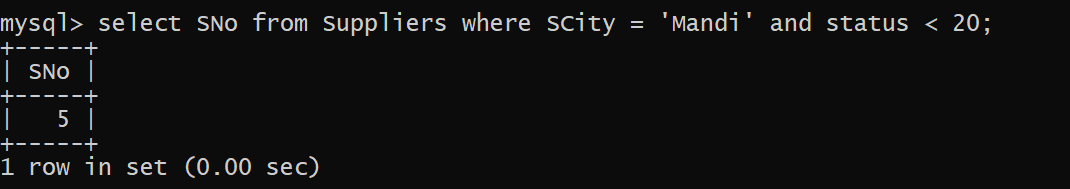 mysql> select SNo from Suppliers where SCity = 'Mandi' and status < 20;
+-----+
| SNo |
+-----+
|   5 |
+-----+
1 row in set (0.00 sec)